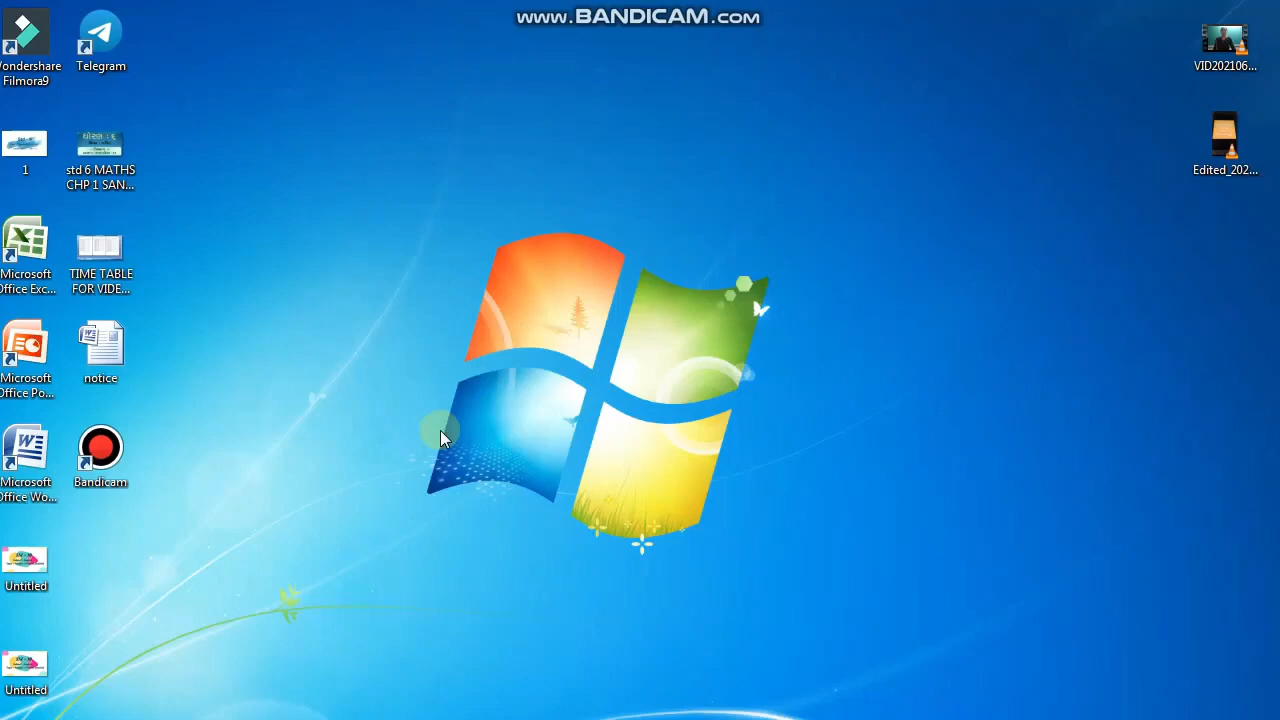 www.BANDICAM.com
Wondershare
Filmora9
Telegram
VID202106...
1
std 6 MATHS
CHP 1 SAN...
Edited_202...
Microsoft
Office Exc...
TIME TABLE
FOR VIDE...
Microsoft
Office Po...
notice
Microsoft
Office Wo...
Bandicam
Untitled
Untitled